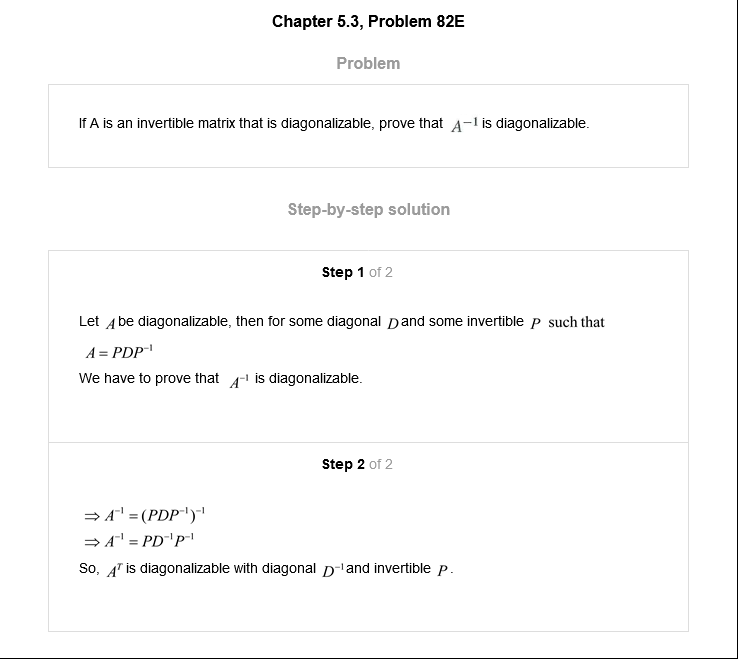 Chapter 5.3, Problem 82E
Problem
If A is an invertible matrix that is diagonalizable, prove that A⁻¹ is diagonalizable.
Step-by-step solution
Step 1 of 2
Let A be diagonalizable, then for some diagonal D and some invertible P such that
A = PDP⁻¹
We have to prove that A⁻¹ is diagonalizable.
Step 2 of 2
⇒ A⁻¹ = (PDP⁻¹)⁻¹
⇒ A⁻¹ = PD⁻¹P⁻¹
So, Aᵀ is diagonalizable with diagonal D⁻¹ and invertible P.